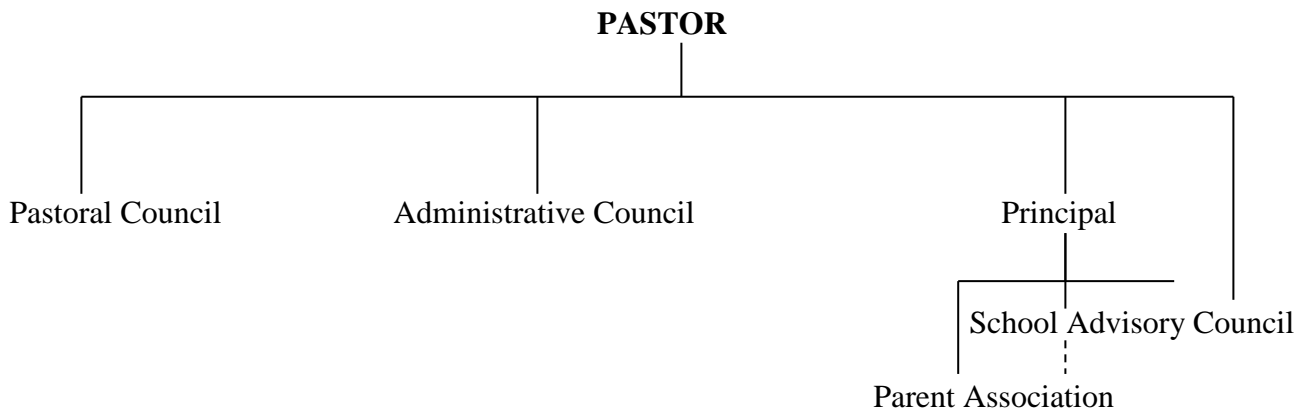 PASTOR
Pastoral Council
Administrative Council
Principal
School Advisory Council
Parent Association